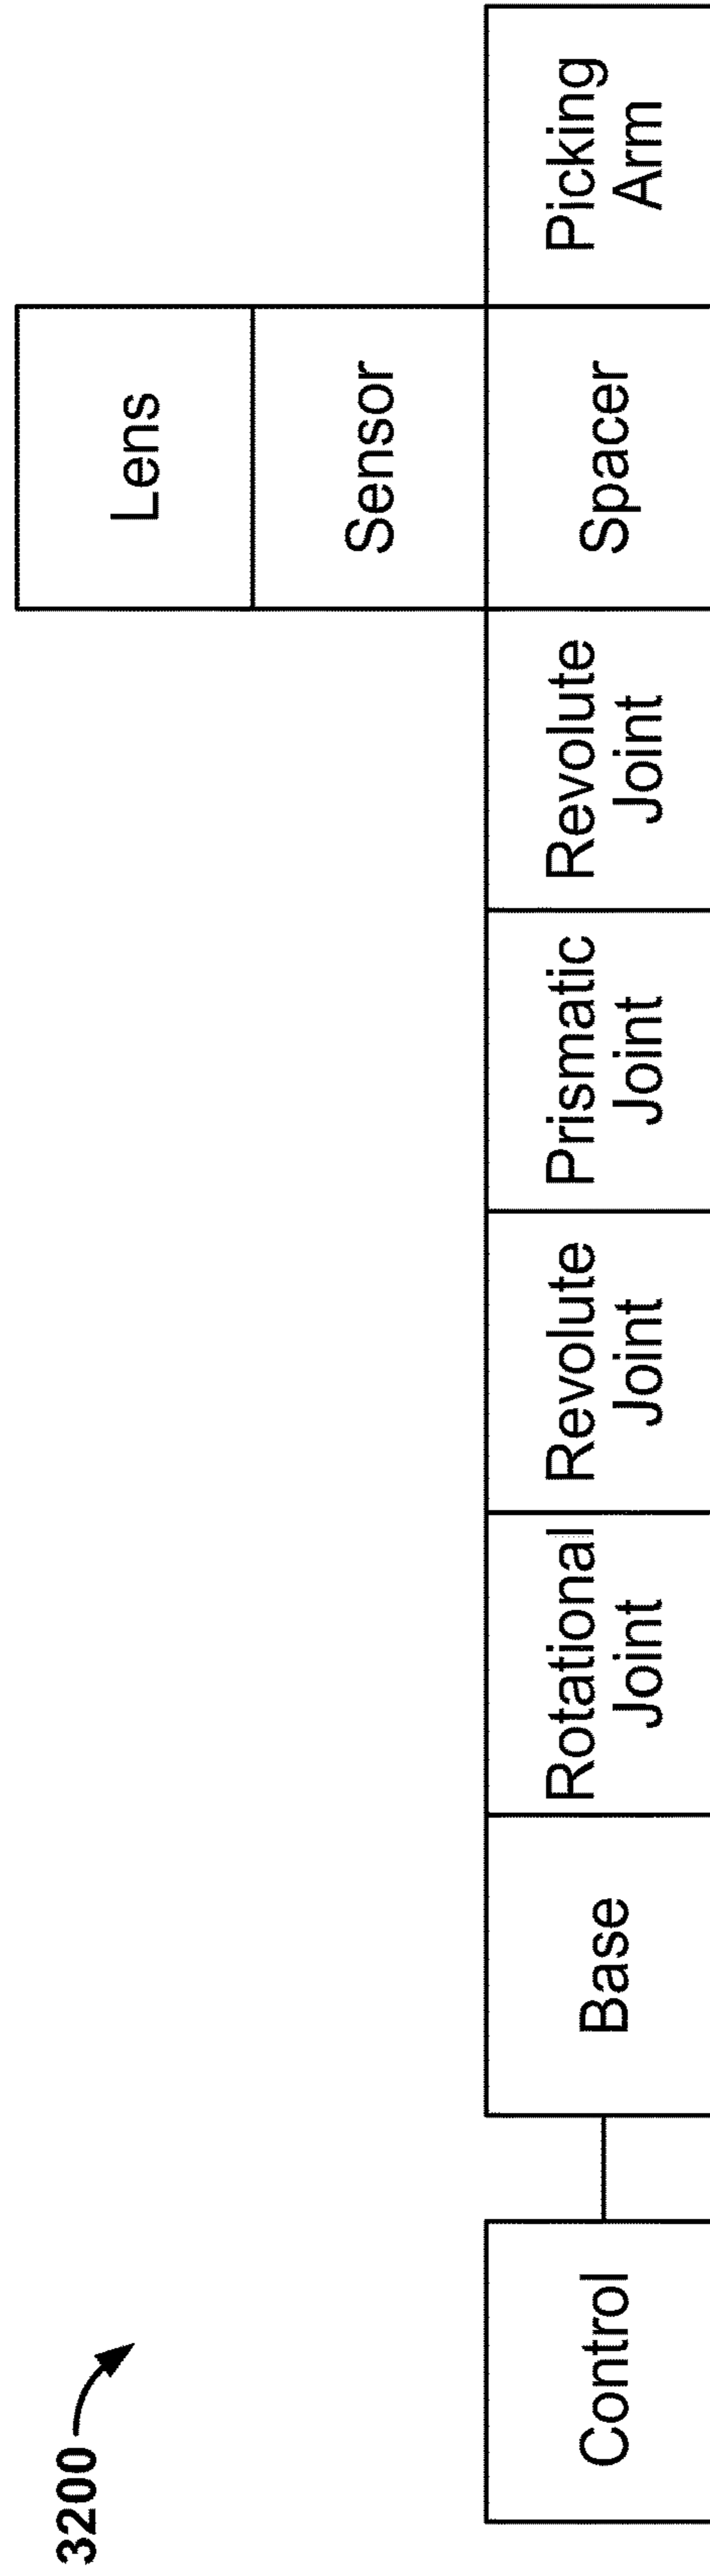 3200
Lens
Sensor
Control
Base
Rotational
Joint
Revolute
Joint
Prismatic
Joint
Revolute
Joint
Spacer
Picking
Arm